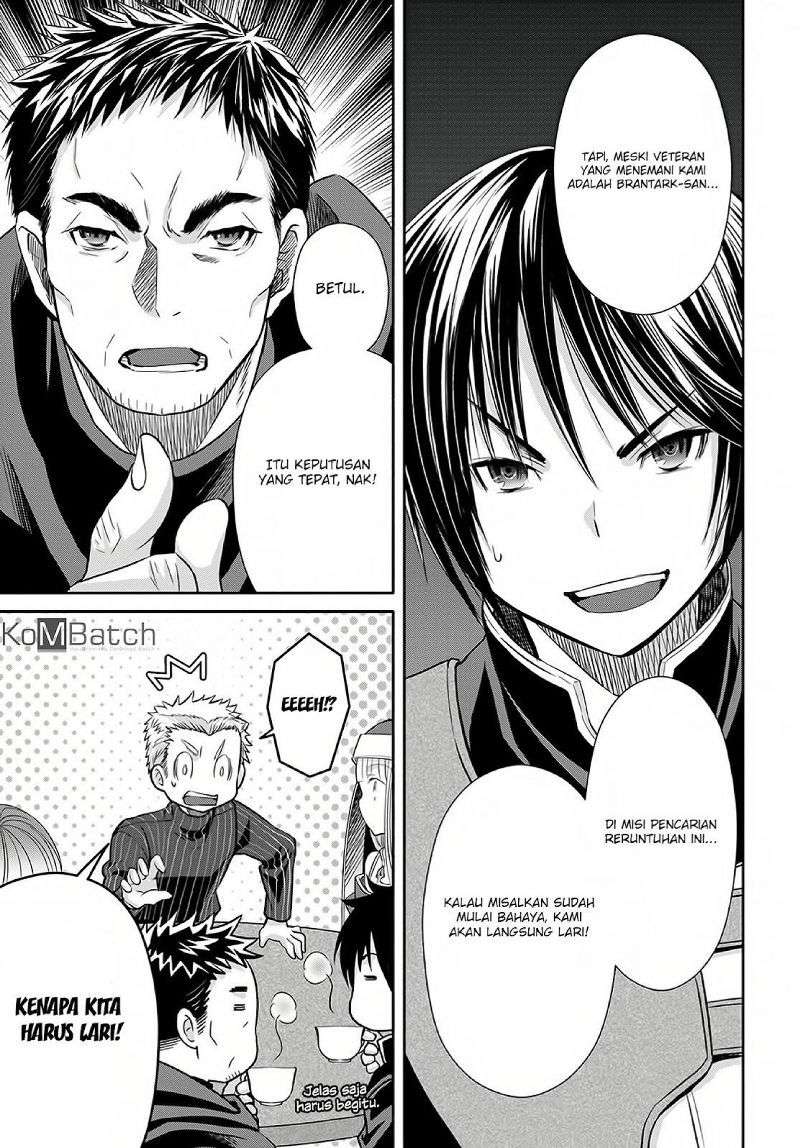 TAPI, MESKI VETERAN
YANG MENEMANI KAMI
ADALAH BRANTARK-SAN...
DI MISI PENCARIAN
RERUNTUHAN INI...
KALAU MISALKAN SUDAH
MULAI BAHAYA, KAMI
AKAN LANGSUNG LARI!
BETUL.
ITU KEPUTUSAN
YANG TEPAT, NAK!
KoMBatch
EEEEH!?
KENAPA KITA
HARUS LARI!
Jelas saja
harus begitu.